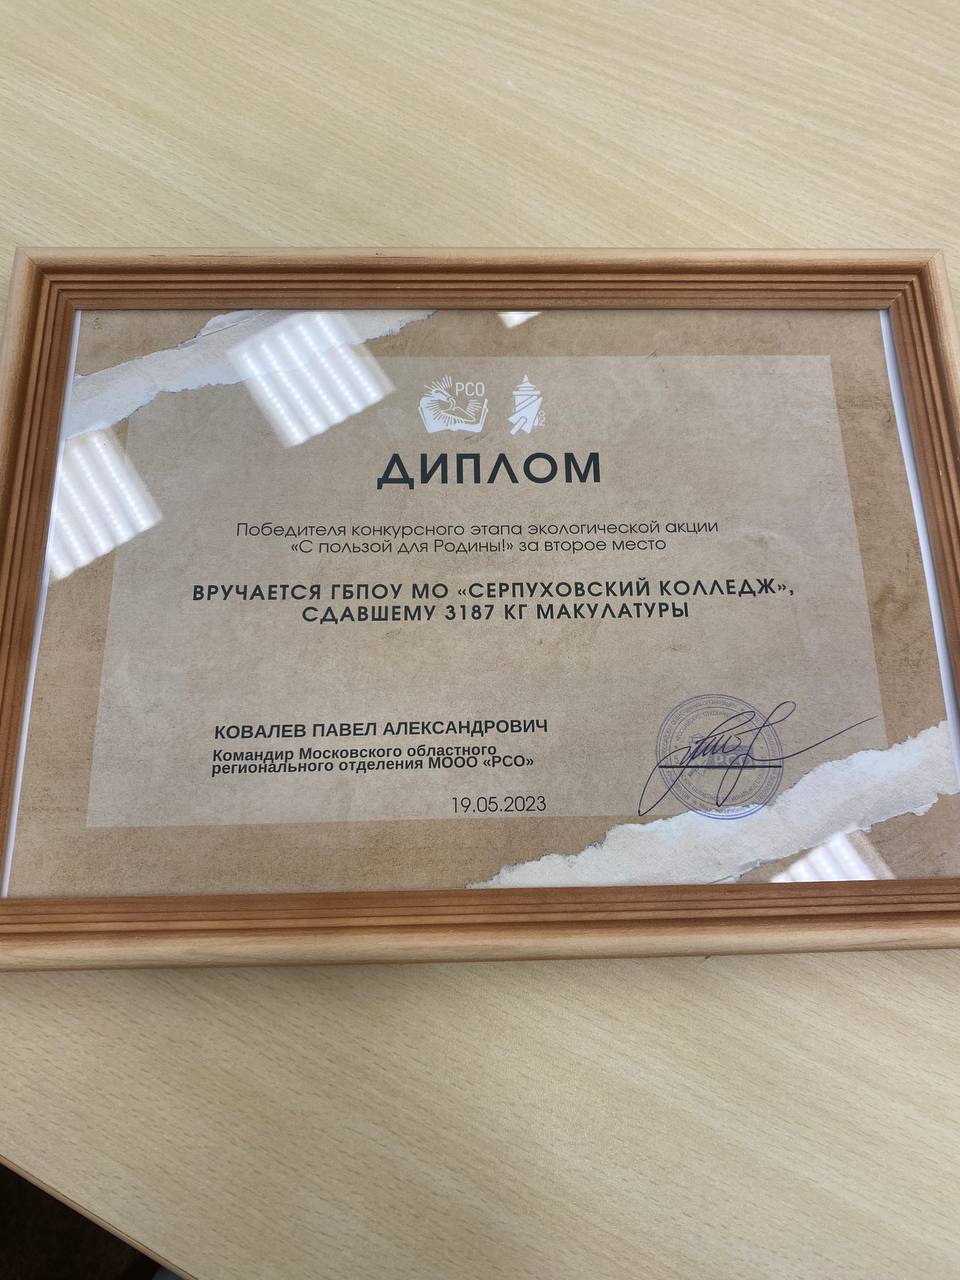 РСО
ДИПЛОМ
Победителя конкурсного этапа экологической акции
«С пользой для Родины!» за второе место
ВРУЧАЕТСЯ ГБПОУ МО «СЕРПУХОВСКИЙ КОЛЛЕДЖ»,
СДАВШЕМУ 3187 КГ МАКУЛАТУРЫ
КОВАЛЕВ ПАВЕЛ АЛЕКСАНДРОВИЧ
Командир Московского областного
регионального отделения МООО «РСО»
19.05.2023